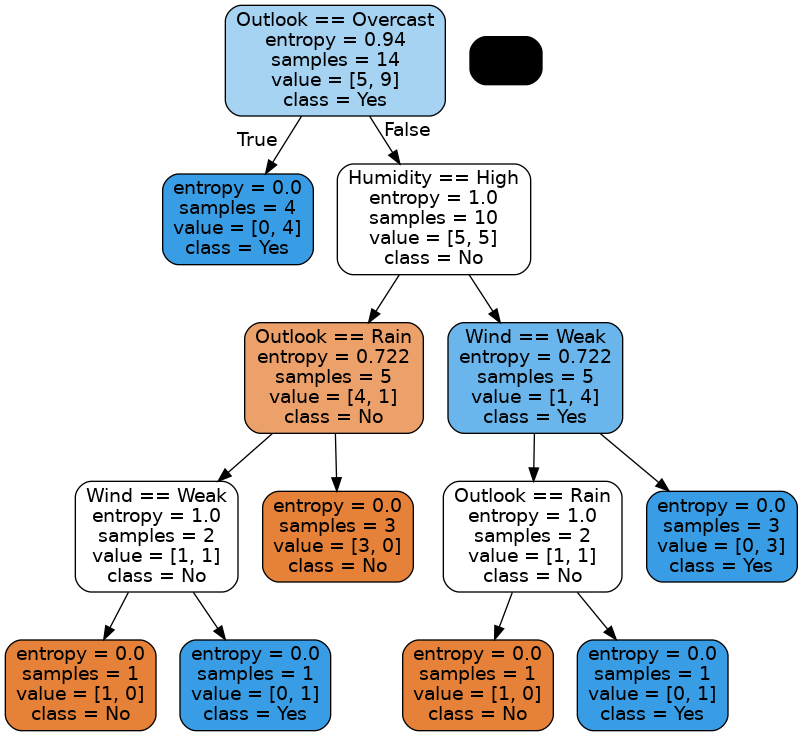 Outlook == Overcast
entropy = 0.94
samples = 14
value = [5, 9]
class = Yes
True
False
entropy = 0.0
samples = 4
value = [0, 4]
class = Yes
Humidity == High
entropy = 1.0
samples = 10
value = [5, 5]
class = No
Outlook == Rain
entropy = 0.722
samples = 5
value = [4, 1]
class = No
Wind == Weak
entropy = 0.722
samples = 5
value = [1, 4]
class = Yes
Wind == Weak
entropy = 1.0
samples = 2
value = [1, 1]
class = No
entropy = 0.0
samples = 3
value = [3, 0]
class = No
Outlook == Rain
entropy = 1.0
samples = 2
value = [1, 1]
class = No
entropy = 0.0
samples = 3
value = [0, 3]
class = Yes
entropy = 0.0
samples = 1
value = [1, 0]
class = No
entropy = 0.0
samples = 1
value = [0, 1]
class = Yes
entropy = 0.0
samples = 1
value = [1, 0]
class = No
entropy = 0.0
samples = 1
value = [0, 1]
class = Yes